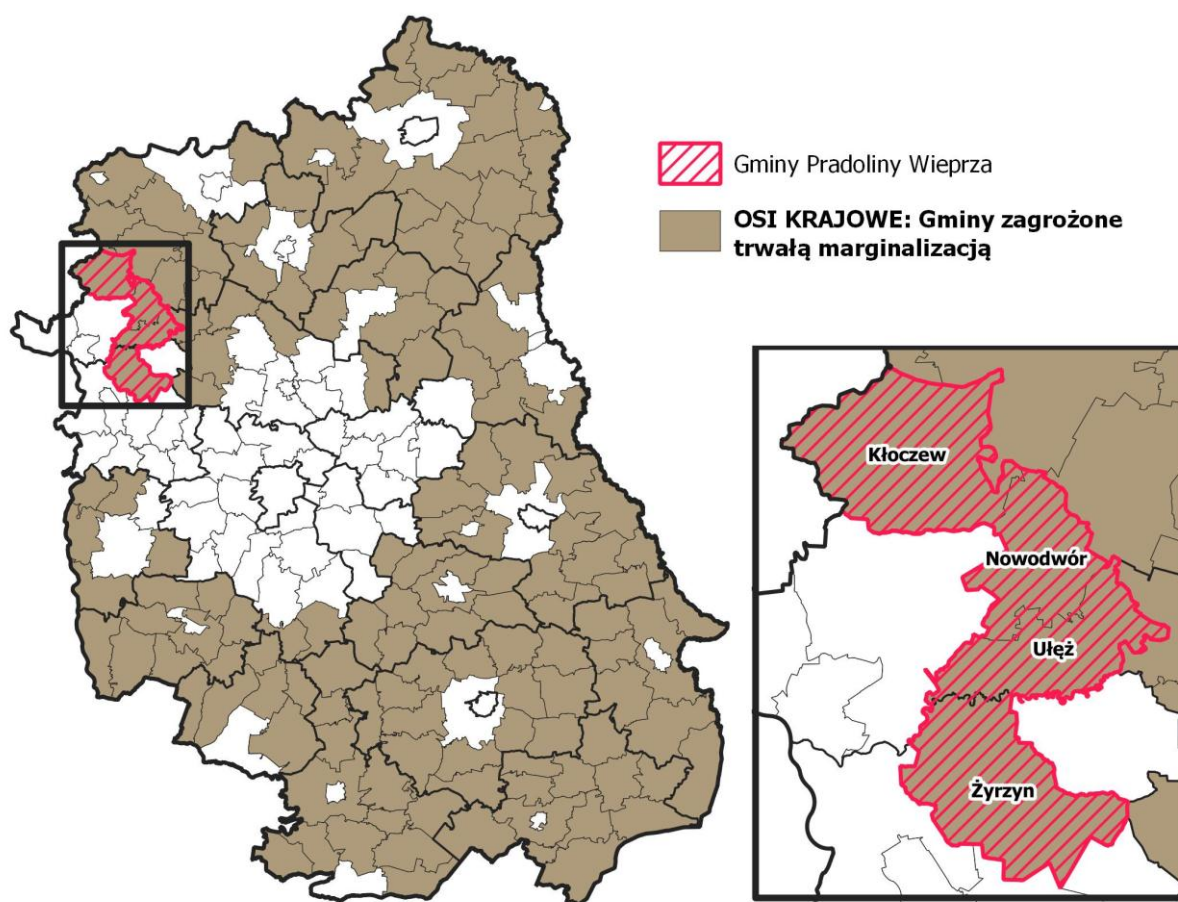 Gminy Pradoliny Wieprza
OSI KRAJOWE: Gminy zagrożone
trwałą marginalizacją
Kłoczew
Nowodwór
Ułęż
Żyrzyn